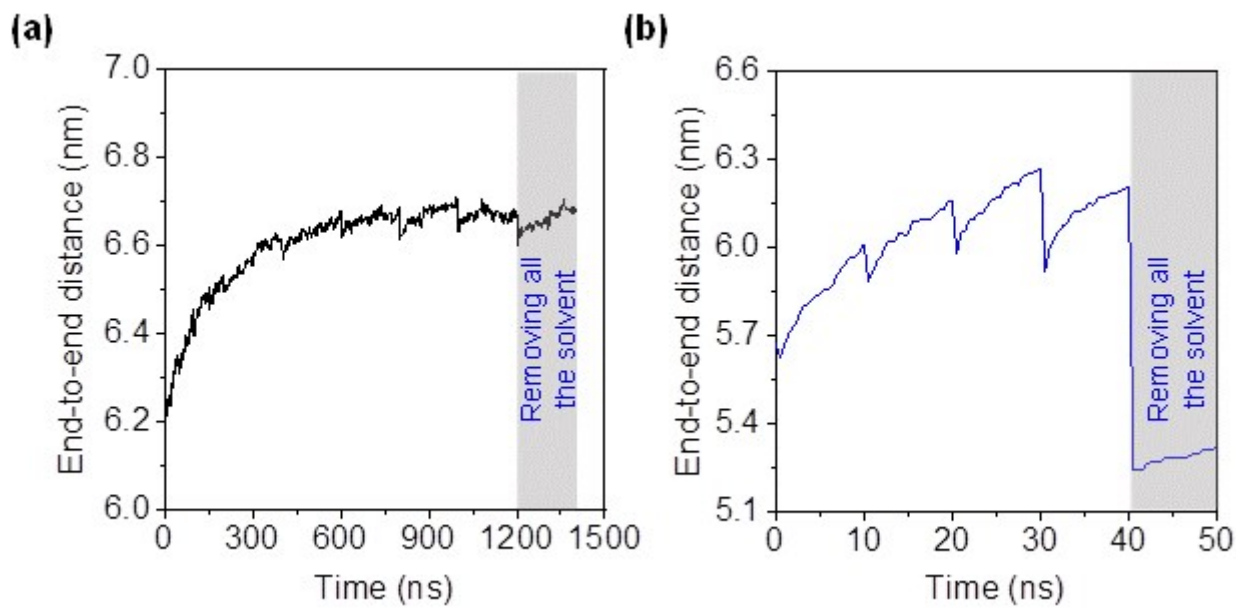 (a)
End-to-end distance (nm)
7.0
6.8
6.6
6.4
6.2
6.0
Removing all
the solvent
0 300 600 900 1200 1500
Time (ns)
(b)
End-to-end distance (nm)
6.6
6.3
6.0
5.7
5.4
5.1
Removing all
the solvent
0 10 20 30 40 50
Time (ns)